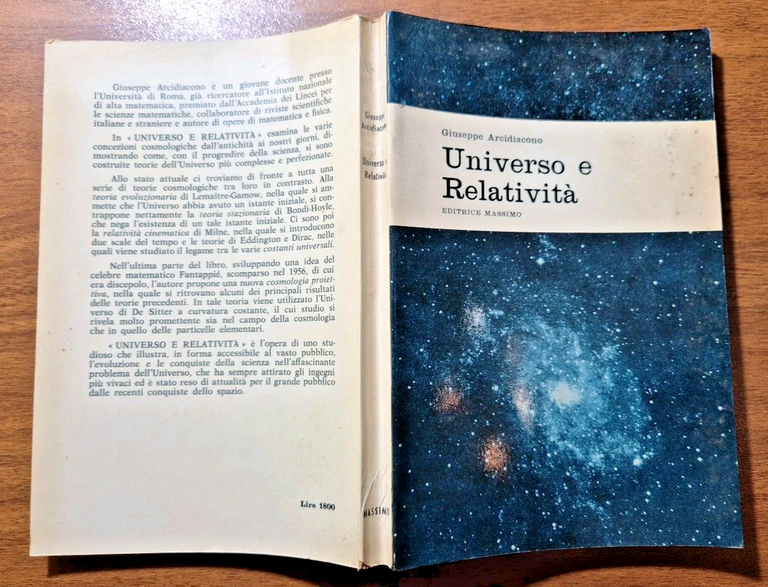 Giuseppe Arcidiacono è un giovane docente presso
l'Università di Roma, già ricercatore all'Istituto nazionale
di alta matematica, premiato dall'Accademia dei Lincei per
le scienze matematiche, collaboratore di riviste scientifiche
italiane e straniere e autore di opere di matematica e fisica.
In « UNIVERSO E RELATIVITÀ » esamina le varie
concezioni cosmologiche dall'antichità ai nostri giorni, di-
mostrando come, con il progredire della scienza, si sono
costruite teorie dell'Universo più complesse e perfezionate.
Allo stato attuale ci troviamo di fronte a tutta una
serie di teorie cosmologiche tra loro in contrasto. Alla
teoria evoluzionaria di Lemaître-Gamow, nella quale si am-
mette che l'Universo abbia avuto un istante iniziale, si con-
trappone nettamente la teoria stazionaria di Bondi-Hoyle,
che nega l'esistenza di un tale istante iniziale. Ci sono poi
la relatività cinematica di Milne, nella quale si introducono
due scale del tempo e le teorie di Eddington e Dirac, nelle
quali viene studiato il legame tra le varie costanti universali.
Nell'ultima parte del libro, sviluppando una idea del
celebre matematico Fantappié, scomparso nel 1956, di cui
era discepolo, l'autore propone una nuova cosmologia proiet-
tiva, nella quale si ritrovano alcuni dei principali risultati
delle teorie precedenti. In tale teoria viene utilizzato l'Uni-
verso di De Sitter a curvatura costante, il cui studio si
rivela molto promettente sia nel campo della cosmologia
che in quello delle particelle elementari.
« UNIVERSO E RELATIVITÀ » è l'opera di uno stu-
dioso che illustra, in forma accessibile al vasto pubblico,
l'evoluzione e le conquiste della scienza nell'affascinante
problema dell'Universo, che ha sempre attirato gli ingegni
più vivaci ed è stato reso di attualità per il grande pubblico
dalle recenti conquiste dello spazio.
Lire 1800
Giuseppe
Arcidiacono
Universo e
Relatività
MASSIMO
Giuseppe Arcidiacono
Universo e
Relatività
EDITRICE MASSIMO